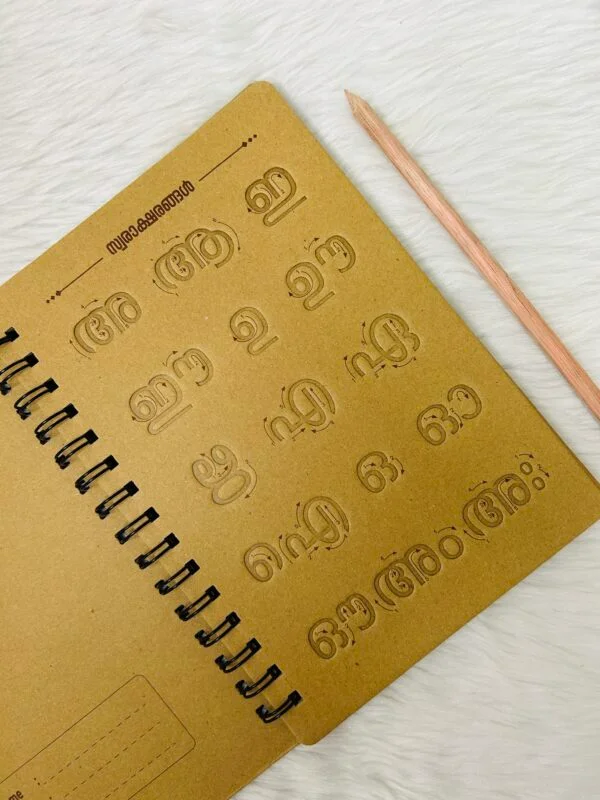 സ്വരാക്ഷരങ്ങൾ
അ ആ ഇ
ഈ ഉ ഊ
ഋ എ ഏ
ഐ ഒ ഓ
ഔ അം അഃ